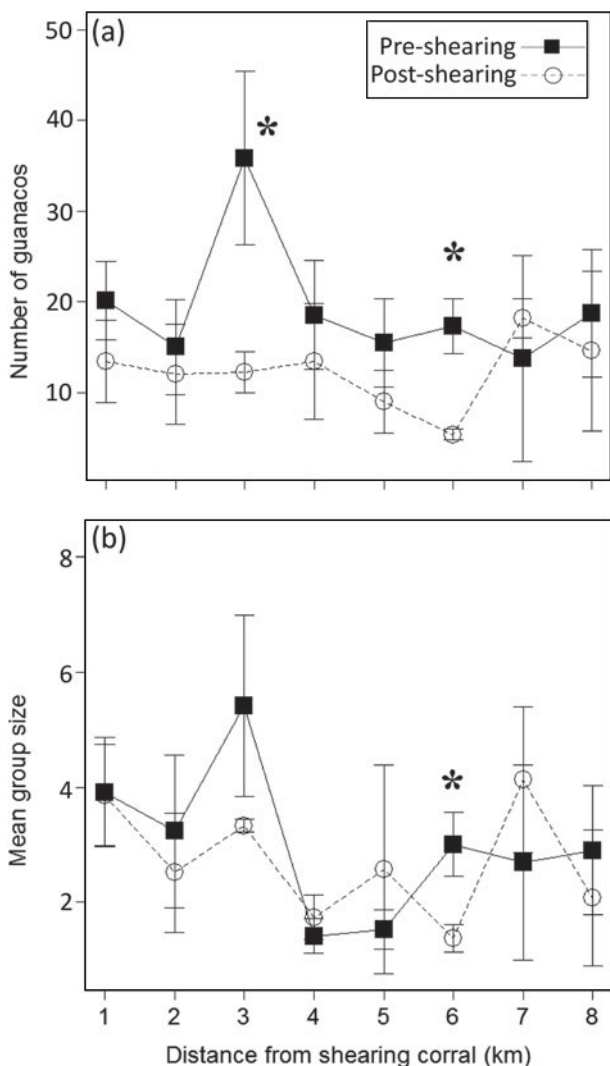 (a)
Pre-shearing
Post-shearing
*
*
Number of guanacos
50
40
30
20
10
(b)
*
Mean group size
8
6
4
2
1 2 3 4 5 6 7 8
Distance from shearing corral (km)